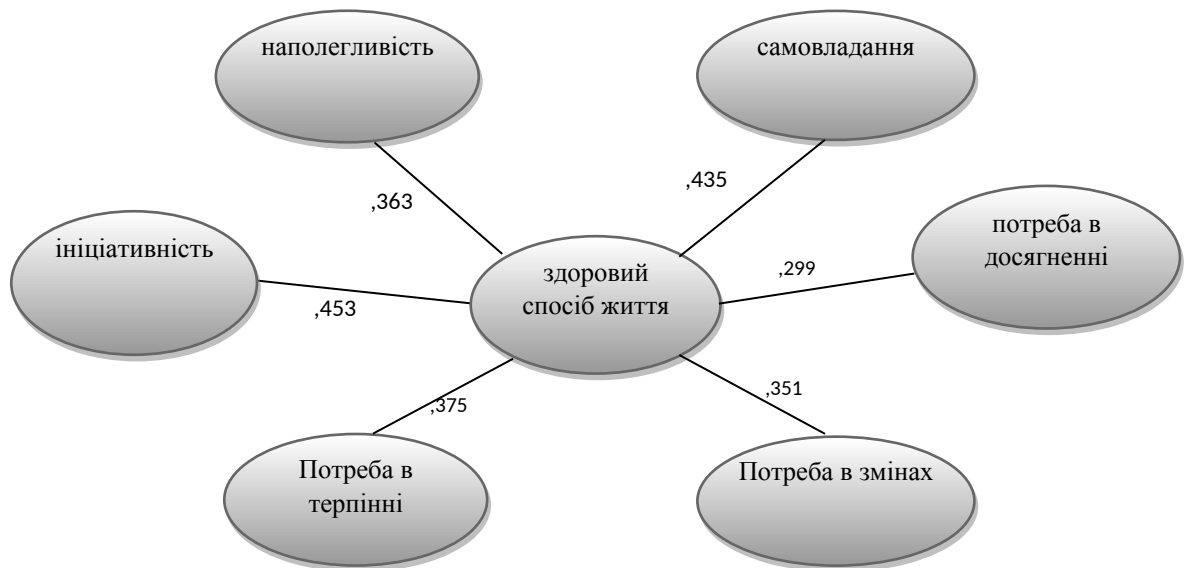 наполегливість
самовладання
,363
,435
ініціативність
потреба в
досягненні
здоровий
спосіб життя
,299
,453
,375
,351
Потреба в
терпінні
Потреба в змінах